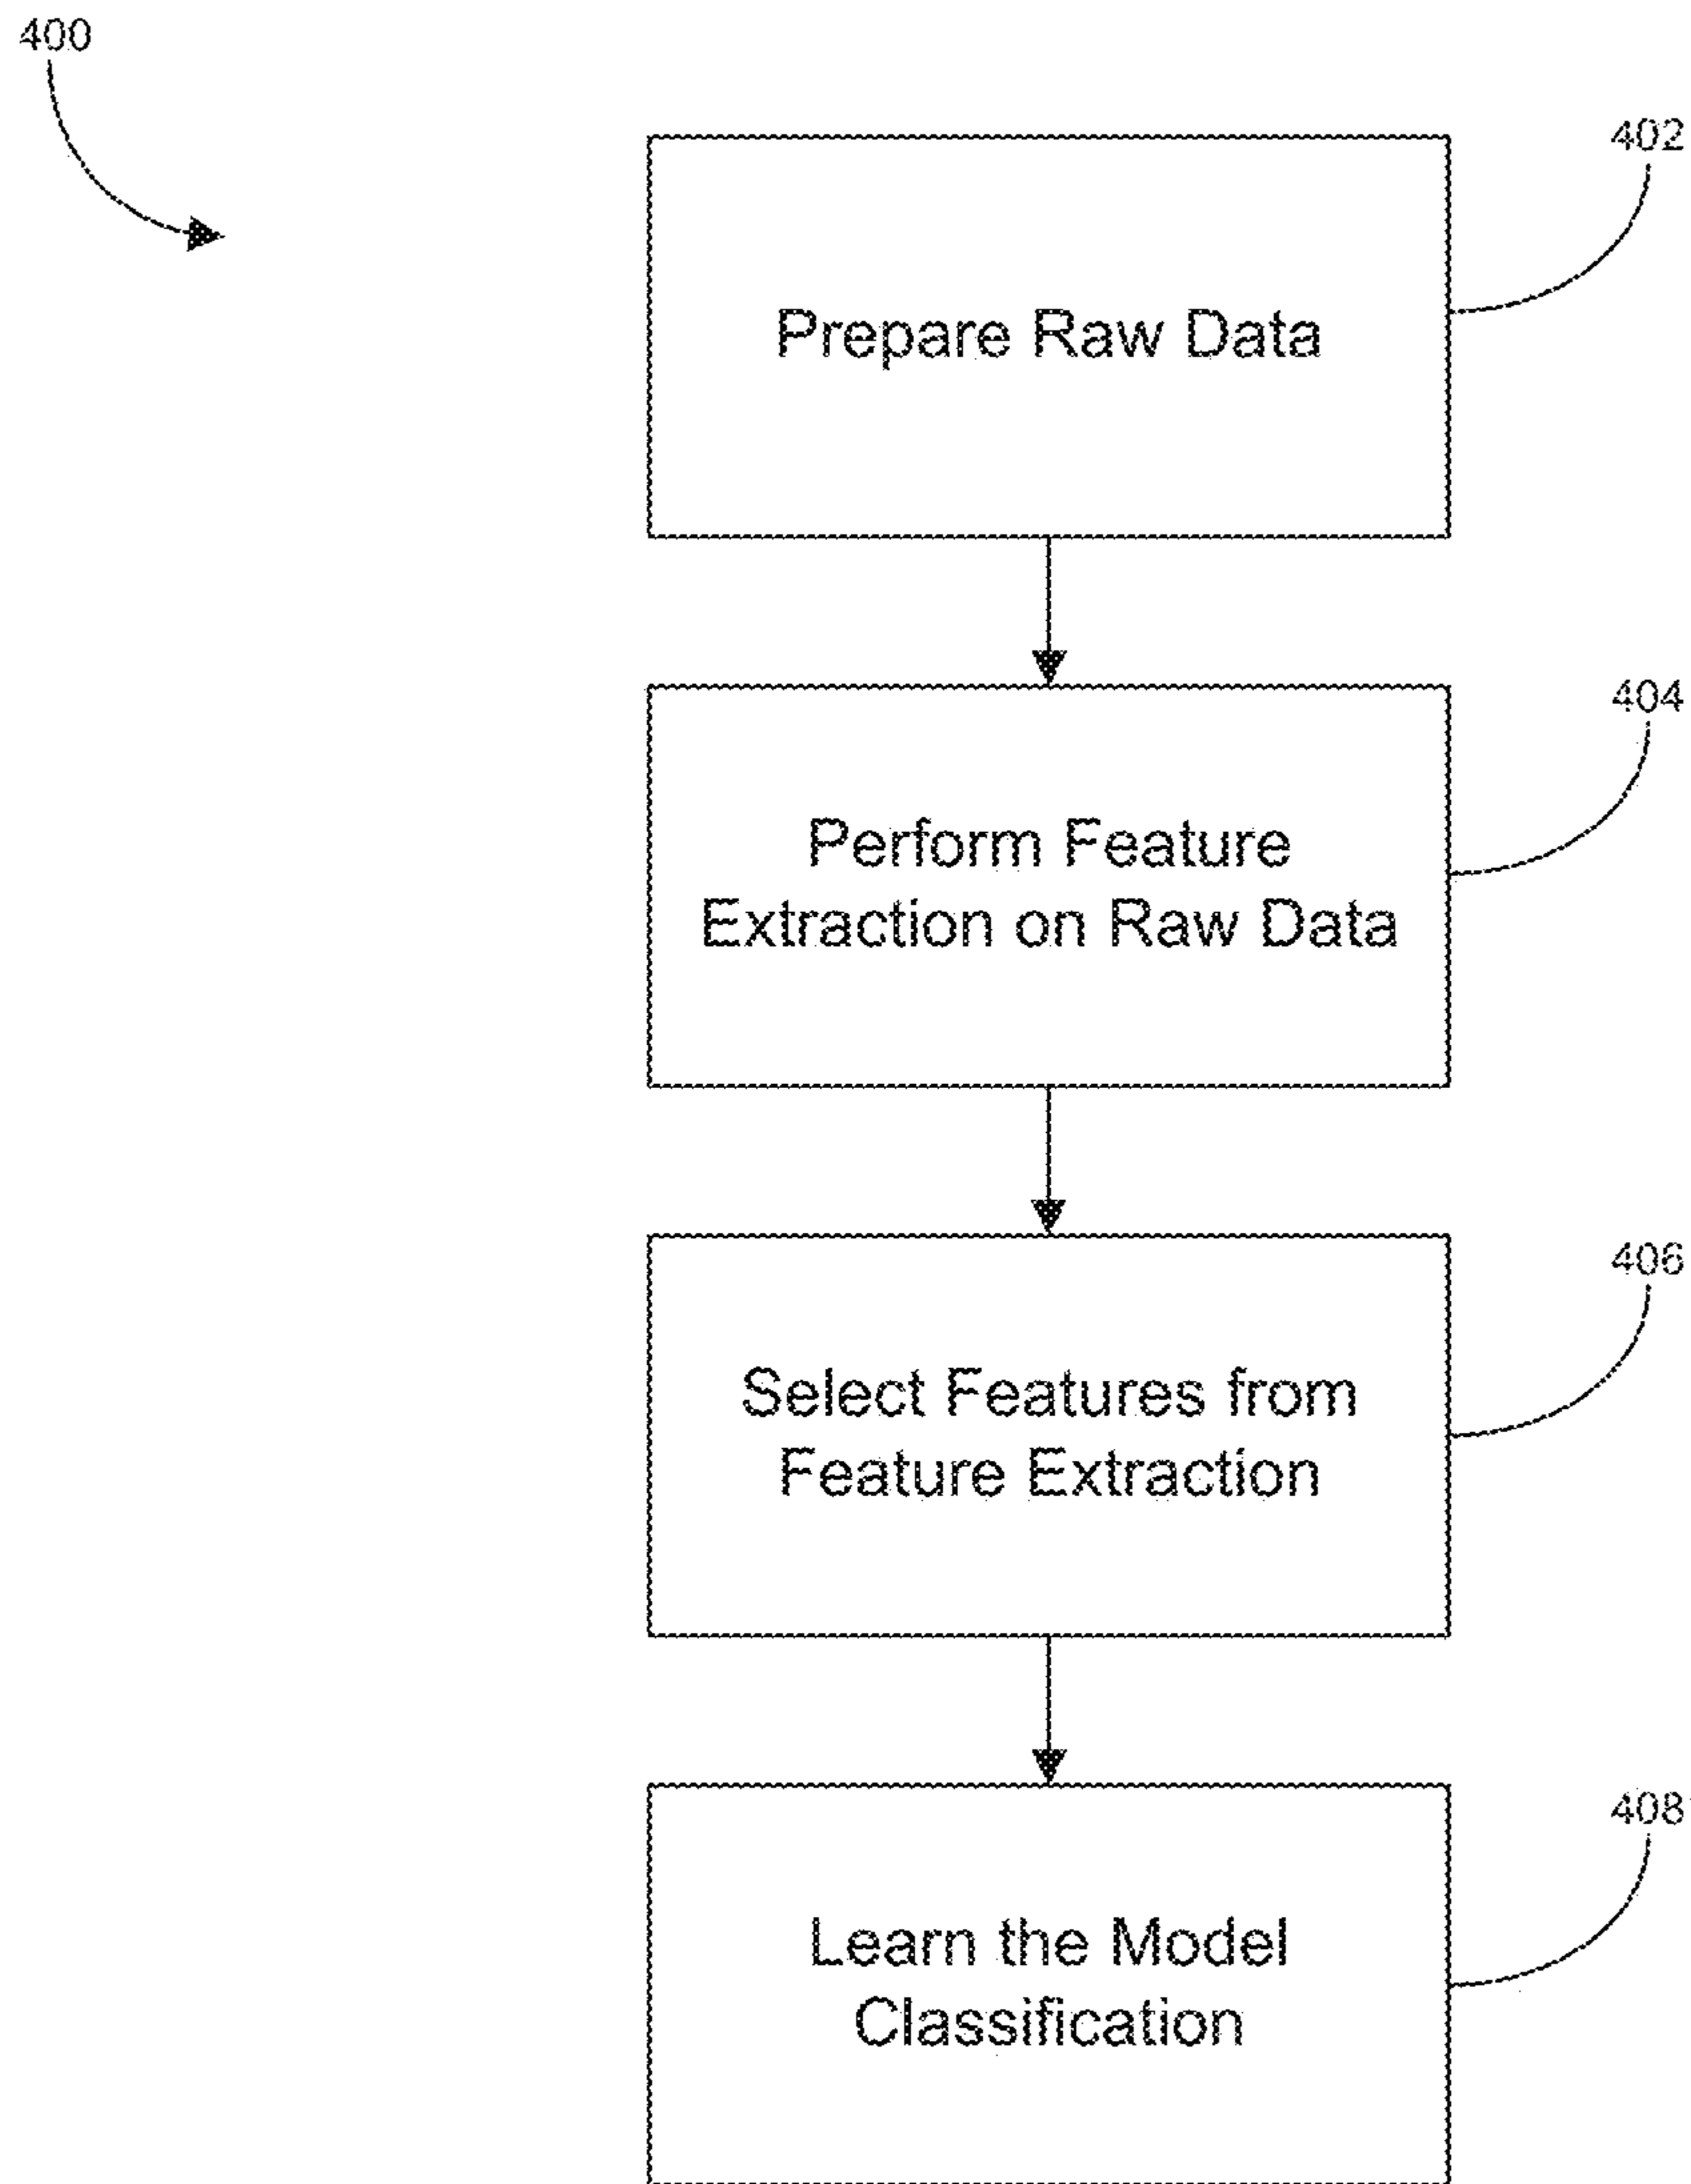 400
402
Prepare Raw Data
404
Perform Feature
Extraction on Raw Data
406
Select Features from
Feature Extraction
408
Learn the Model
Classification